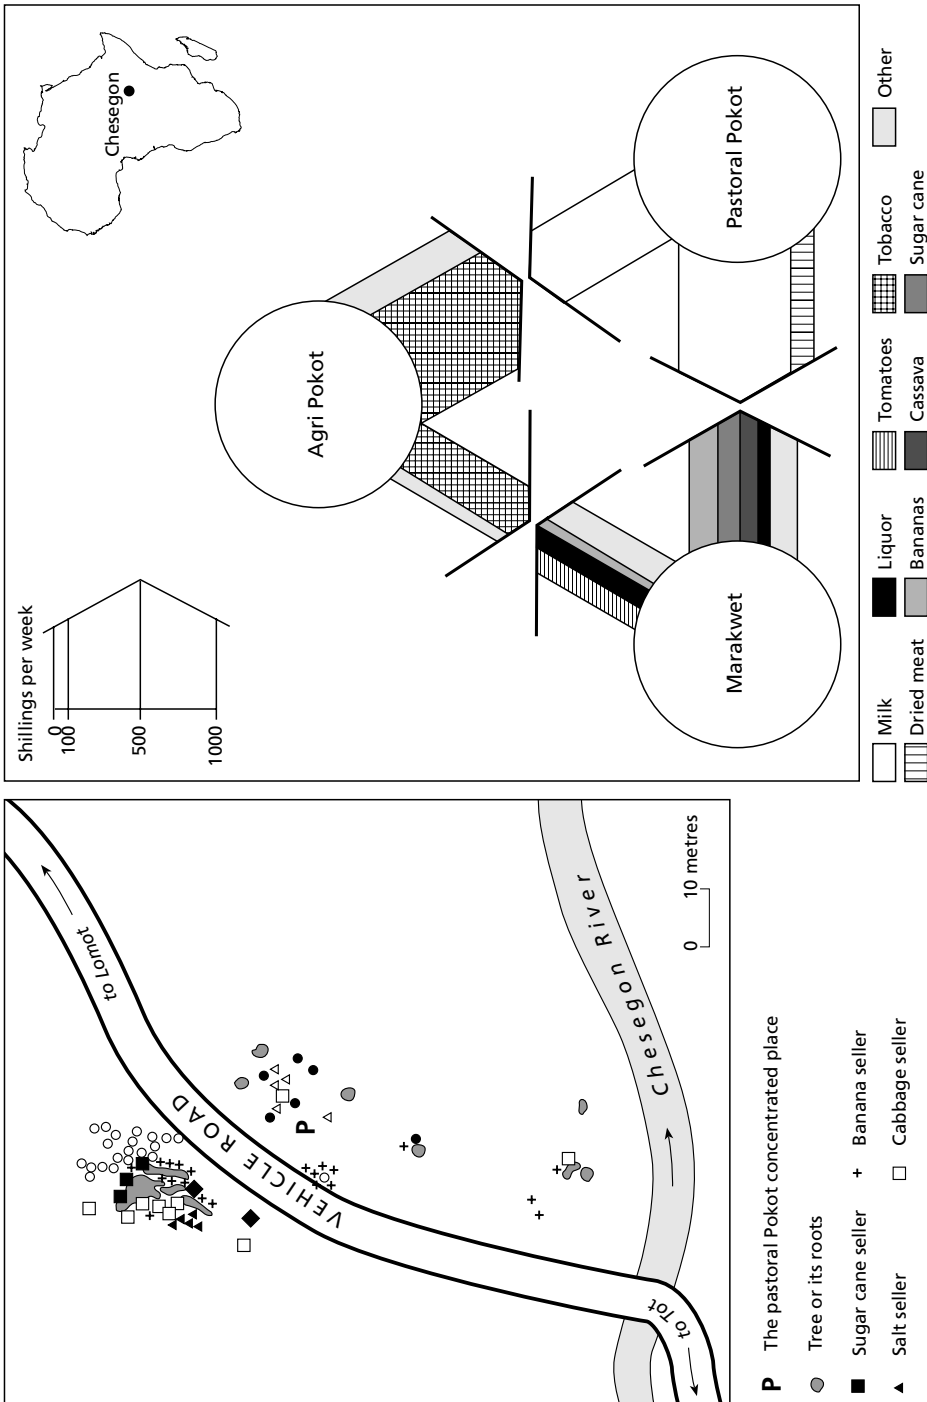 Chesegon
Shillings per week
0
100
500
1000
Agri Pokot
Pastoral Pokot
Marakwet
Milk
Liquor
Tomatoes
Tobacco
Other
Dried meat
Bananas
Cassava
Sugar cane
to Lomot
VEHICLE ROAD
P
Chesegon River
to Tot
0 10 metres
P The pastoral Pokot concentrated place
Tree or its roots
Sugar cane seller
Banana seller
Salt seller
Cabbage seller